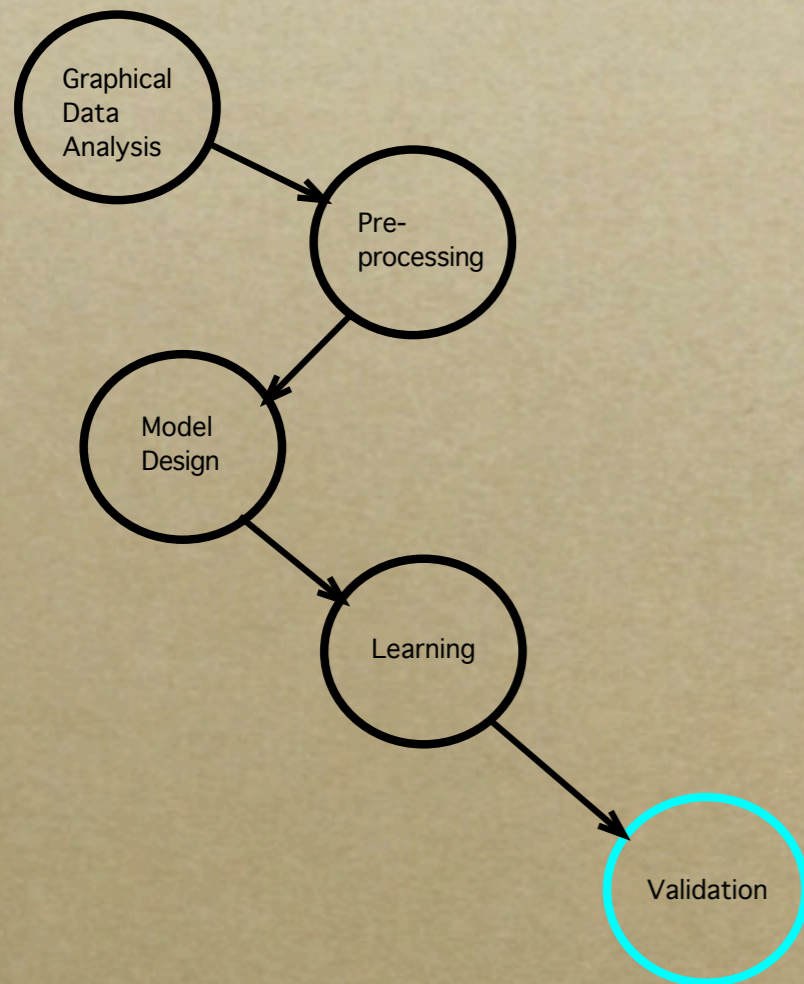 Graphical
Data
Analysis
Pre-
processing
Model
Design
Learning
Validation